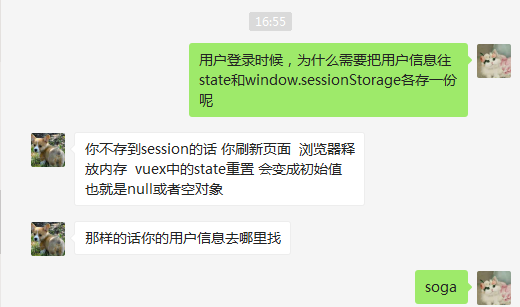 16:55
用户登录时候，为什么需要把用户信息往
state和window.sessionStorage各存一份
呢
你不存到session的话 你刷新页面  浏览器释
放内存  vuex中的state重置 会变成初始值
也就是null或者空对象
那样的话你的用户信息去哪里找
soga